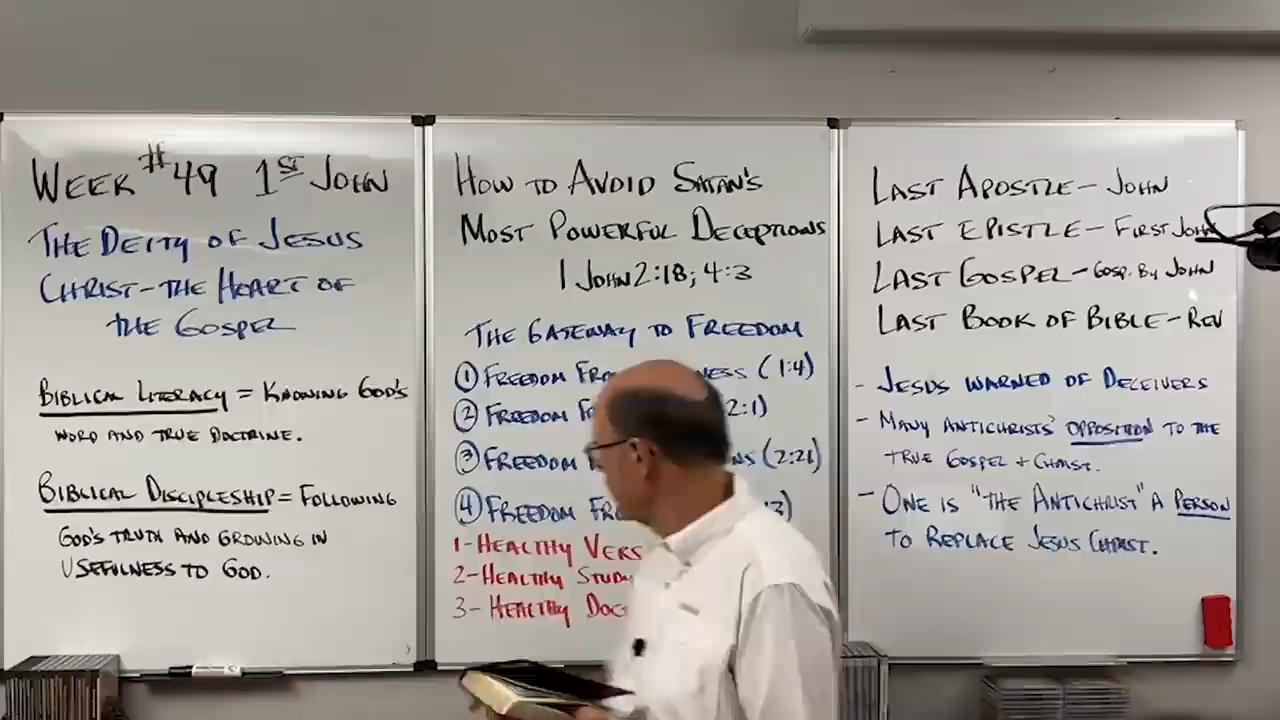 WEEK #49 1ST JOHN
THE DEITY OF JESUS
CHRIST-THE HEART OF
THE GOSPEL
BIBLICAL LITERACY = KNOWING GOD'S
WORD AND TRUE DOCTRINE.
BIBLICAL DISCIPLESHIP = FOLLOWING
GOD'S TRUTH AND GROWING IN
USEFULNESS TO GOD.
HOW TO AVOID SATAN'S
MOST POWERFUL DECEPTIONS
1 JOHN 2:18; 4:3
THE GATEWAY TO FREEDOM
① FREEDOM (1:4)
② FREEDOM 2:1)
③ FREEDOM (2:21)
④ FREEDOM
1-HEALTHY
2-HEALTHY
3-HEALTHY
LAST APOSTLE- JOHN
LAST EPISTLE- FIRST JOHN
LAST GOSPEL-GOSP. BY JOHN
LAST BOOK OF BIBLE-REV
- JESUS WARNED OF DECEIVERS
- MANY ANTICHRISTS' OPPOSITION TO THE
TRUE GOSPEL + CHRIST.
- ONE IS "THE ANTICHRIST" A PERSON
TO REPLACE JESUS CHRIST.